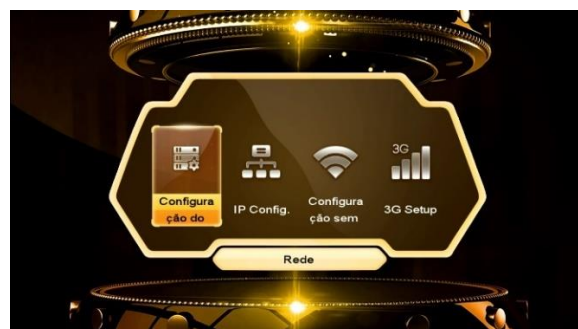 3G
Configura
ção do
IP Config.
Configura
ção sem
3G Setup
Rede